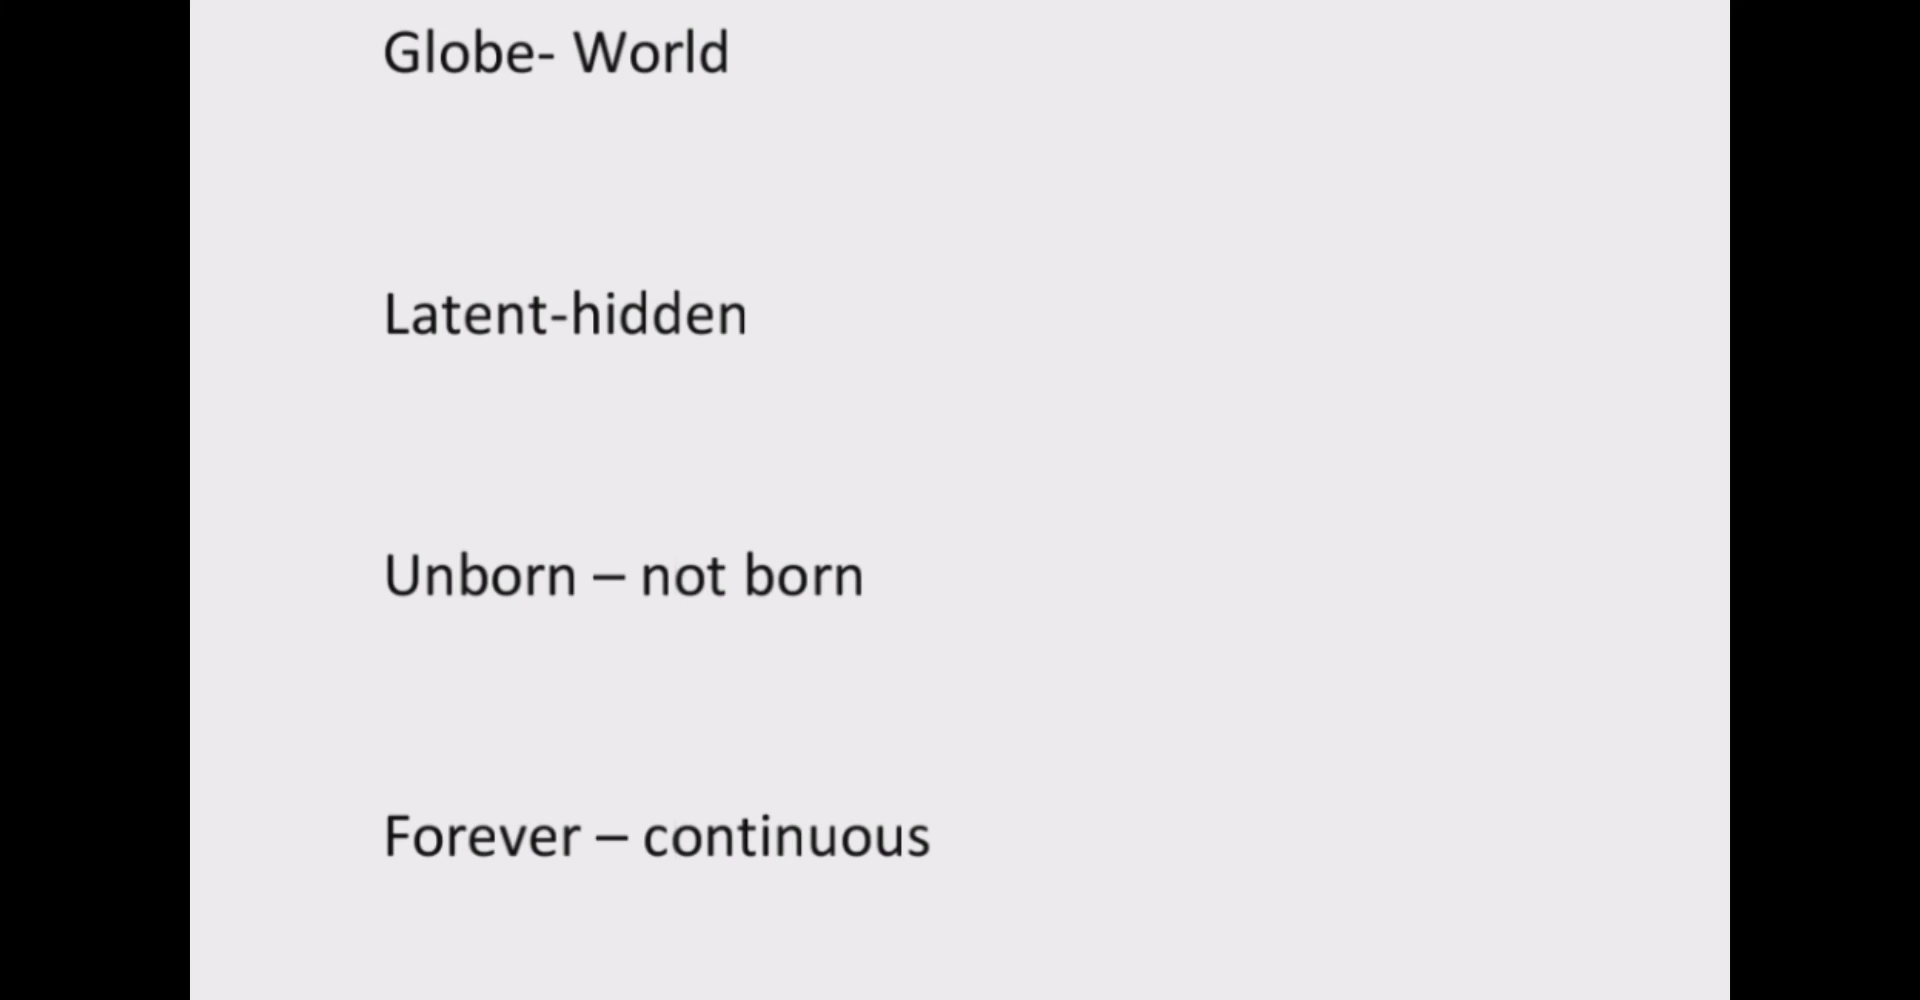 Globe- World
Latent-hidden
Unborn – not born
Forever – continuous